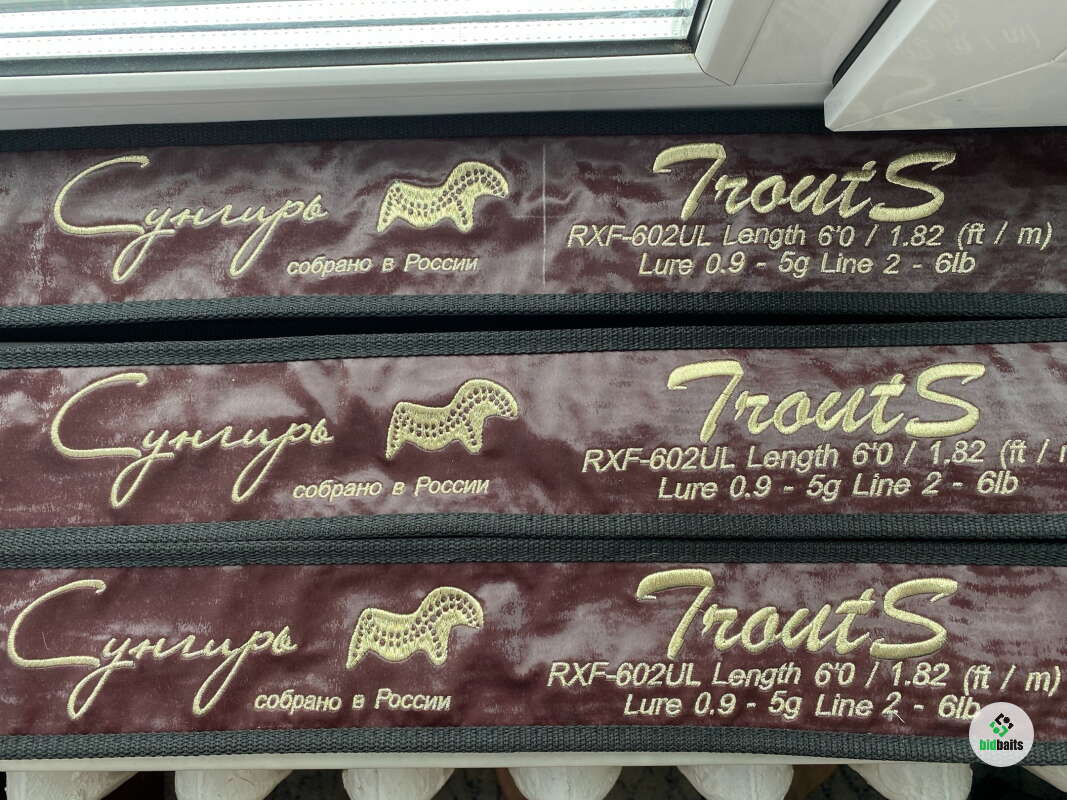 Сунгирь
собрано в России
TroutS
RXF-602UL Length 6'0 / 1.82 (ft / m)
Lure 0.9 - 5g Line 2 - 6lb
Сунгирь
собрано в России
TroutS
RXF-602UL Length 6'0 / 1.82 (ft /
Lure 0.9 - 5g Line 2 - 6lb
Сунгирь
собрано в России
TroutS
RXF-602UL Length 6'0 / 1.82 (ft / m)
Lure 0.9 - 5g Line 2 - 6lb
bidbaits